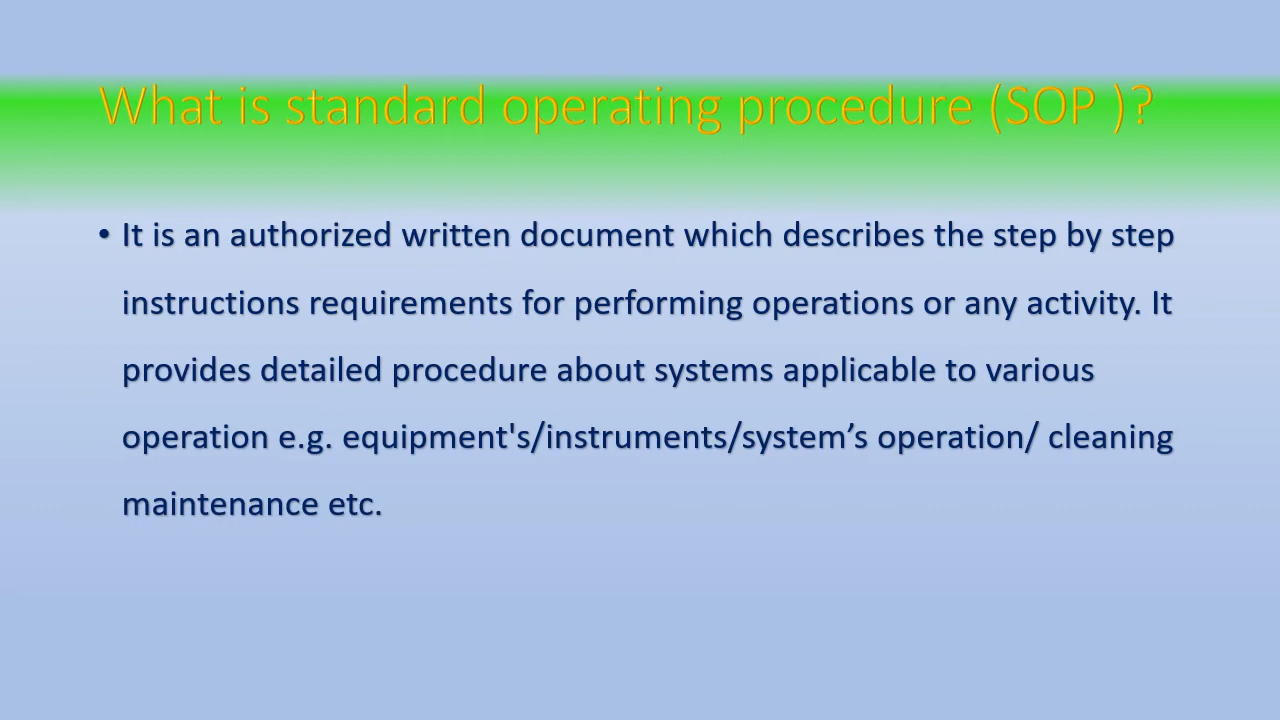 What is standard operating procedure (SOP )?
• It is an authorized written document which describes the step by step
instructions requirements for performing operations or any activity. It
provides detailed procedure about systems applicable to various
operation e.g. equipment's/instruments/system’s operation/ cleaning
maintenance etc.